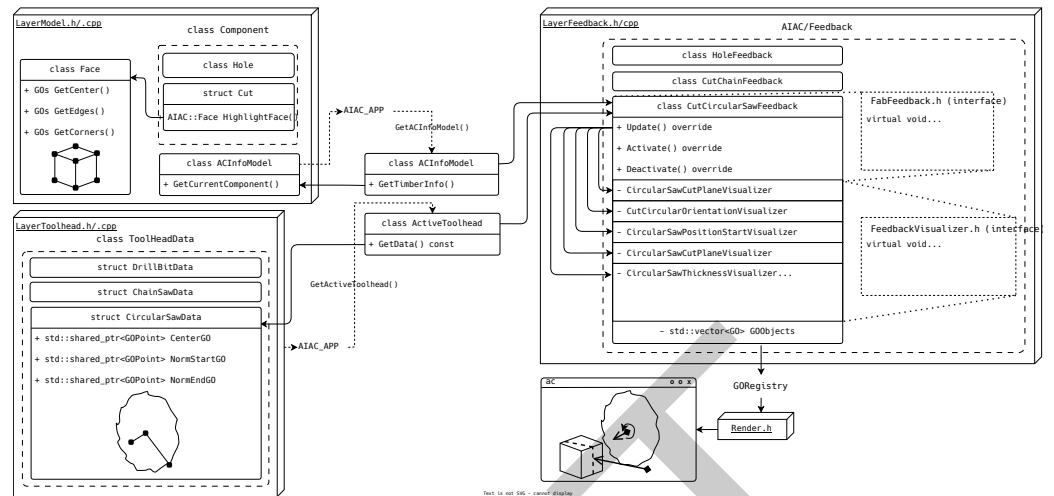 LayerModel.h/.cpp
class Component
class Face
+ GOs GetCenter()
+ GOs GetEdges()
+ GOs GetCorners()
class Hole
struct Cut
AIAC::Face HighlightFace()
class ACInfoModel
+ GetCurrentComponent()
AIAC_APP
GetACInfoModel()
class ACInfoModel
+ GetTimberInfo()
class ActiveToolhead
+ GetData() const
GetActiveToolhead()
AIAC_APP
LayerToolhead.h/.cpp
class ToolHeadData
struct DrillBitData
struct ChainSawData
struct CircularSawData
+ std::shared_ptr<GOPoint> CenterGO
+ std::shared_ptr<GOPoint> NormStartGO
+ std::shared_ptr<GOPoint> NormEndGO
LayerFeedback.h/cpp
AIAC/Feedback
class HoleFeedback
class CutChainFeedback
class CutCircularSawFeedback
+ Update() override
+ Activate() override
+ Deactivate() override
- CircularSawCutPlaneVisualizer
- CutCircularOrientationVisualizer
- CircularSawPositionStartVisualizer
- CircularSawCutPlaneVisualizer
- CircularSawThicknessVisualizer...
- std::vector<GO> GOObjects
FabFeedback.h (interface)
virtual void...
FeedbackVisualizer.h (interface)
virtual void...
GORegistry
Render.h
ac
o o x
Text is not SVG - cannot display